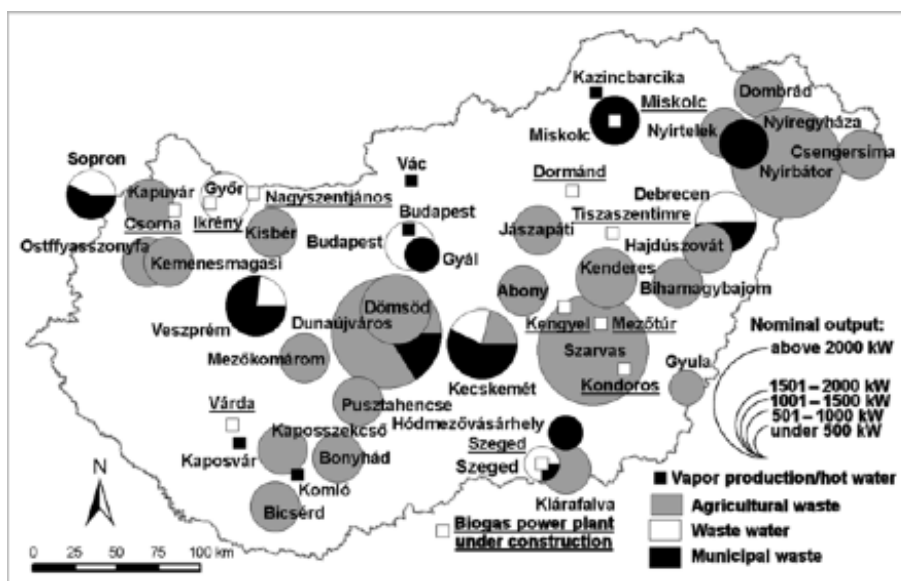 Kazincbarcika
Dombrád
Miskolc
Miskolc
Nyírtelek
Nyíregyháza
Csengersima
Nyírbátor
Sopron
Vác
Kapuvár
Győr
Csorna
Ikrény
Nagyszentjános
Dormánd
Debrecen
Budapest
Tiszaszentimre
Ostffyasszonyfa
Kisbér
Budapest
Jászapáti
Hajdúszovát
Kemenesmagasi
Gyál
Kenderes
Abony
Biharnagybajom
Veszprém
Dunaújváros
Dömsöd
Kengyel
Mezőtúr
Nominal output:
above 2000 kW
Mezőkomárom
Szarvas
Gyula
Kecskemét
Kondoros
1501–2000 kW
1001–1500 kW
501–1000 kW
under 500 kW
Pusztahencse
Várda
Hódmezővásárhely
Kaposszekcső
Szeged
Kaposvár
Bonyhád
Szeged
Komló
Klárafalva
Bicsérd
Vapor production/hot water
Agricultural waste
Waste water
Municipal waste
Biogas power plant
under construction
N
0 25 50 75 100 km